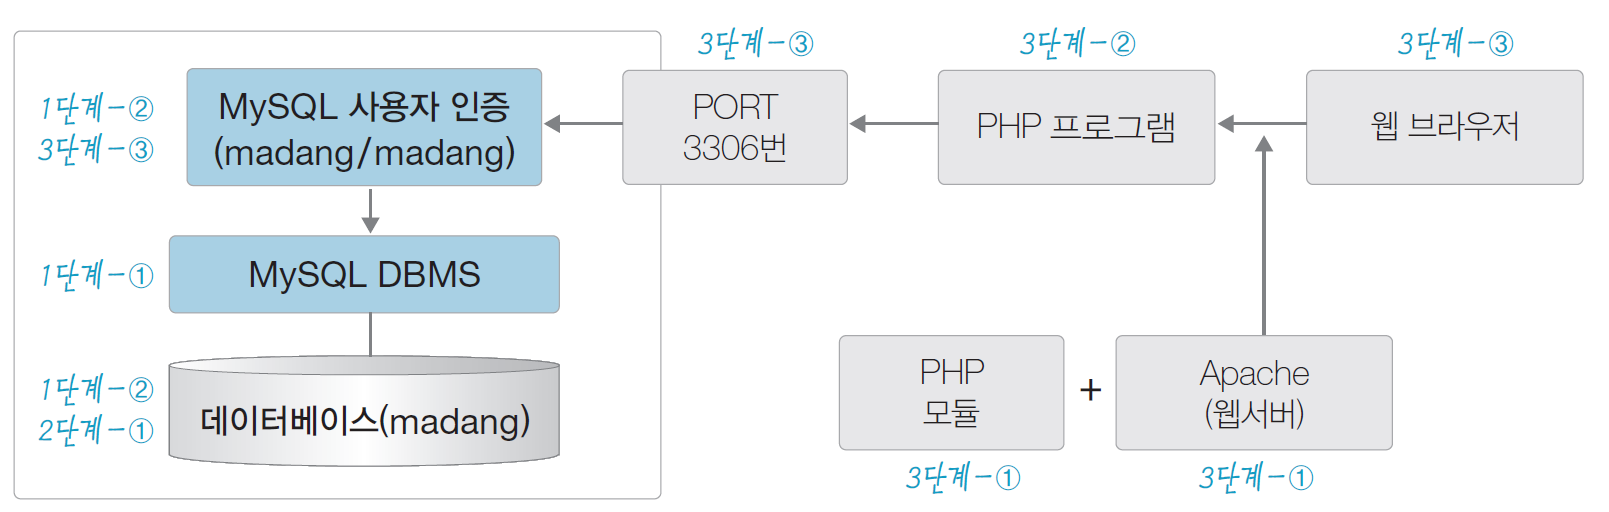 3단계-③
3단계-②
3단계-③
1단계-②
3단계-③
MySQL 사용자 인증
(madang/madang)
PORT
3306번
PHP 프로그램
웹 브라우저
1단계-①
MySQL DBMS
1단계-②
2단계-①
데이터베이스(madang)
PHP
모듈
+
Apache
(웹서버)
3단계-①
3단계-①